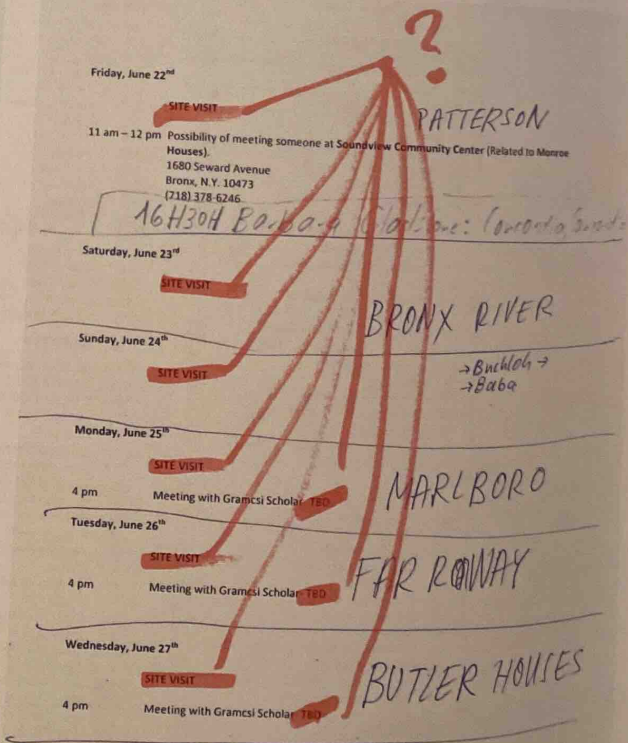 ?
Friday, June 22nd
SITE VISIT
PATTERSON
11 am – 12 pm Possibility of meeting someone at Soundview Community Center (Related to Monroe
Houses).
1680 Seward Avenue
Bronx, N.Y. 10473
(718) 378-6246
16H30H Barbara Gladstone:
Saturday, June 23rd
SITE VISIT
BRONX RIVER
Sunday, June 24th
SITE VISIT
→Buchloh→
→Baba
Monday, June 25th
SITE VISIT
4 pm Meeting with Gramcsi Scholar TBD
MARLBORO
Tuesday, June 26th
SITE VISIT
4 pm Meeting with Gramcsi Scholar TBD
FAR ROWAY
Wednesday, June 27th
SITE VISIT
4 pm Meeting with Gramcsi Scholar TBD
BUTLER HOUSES